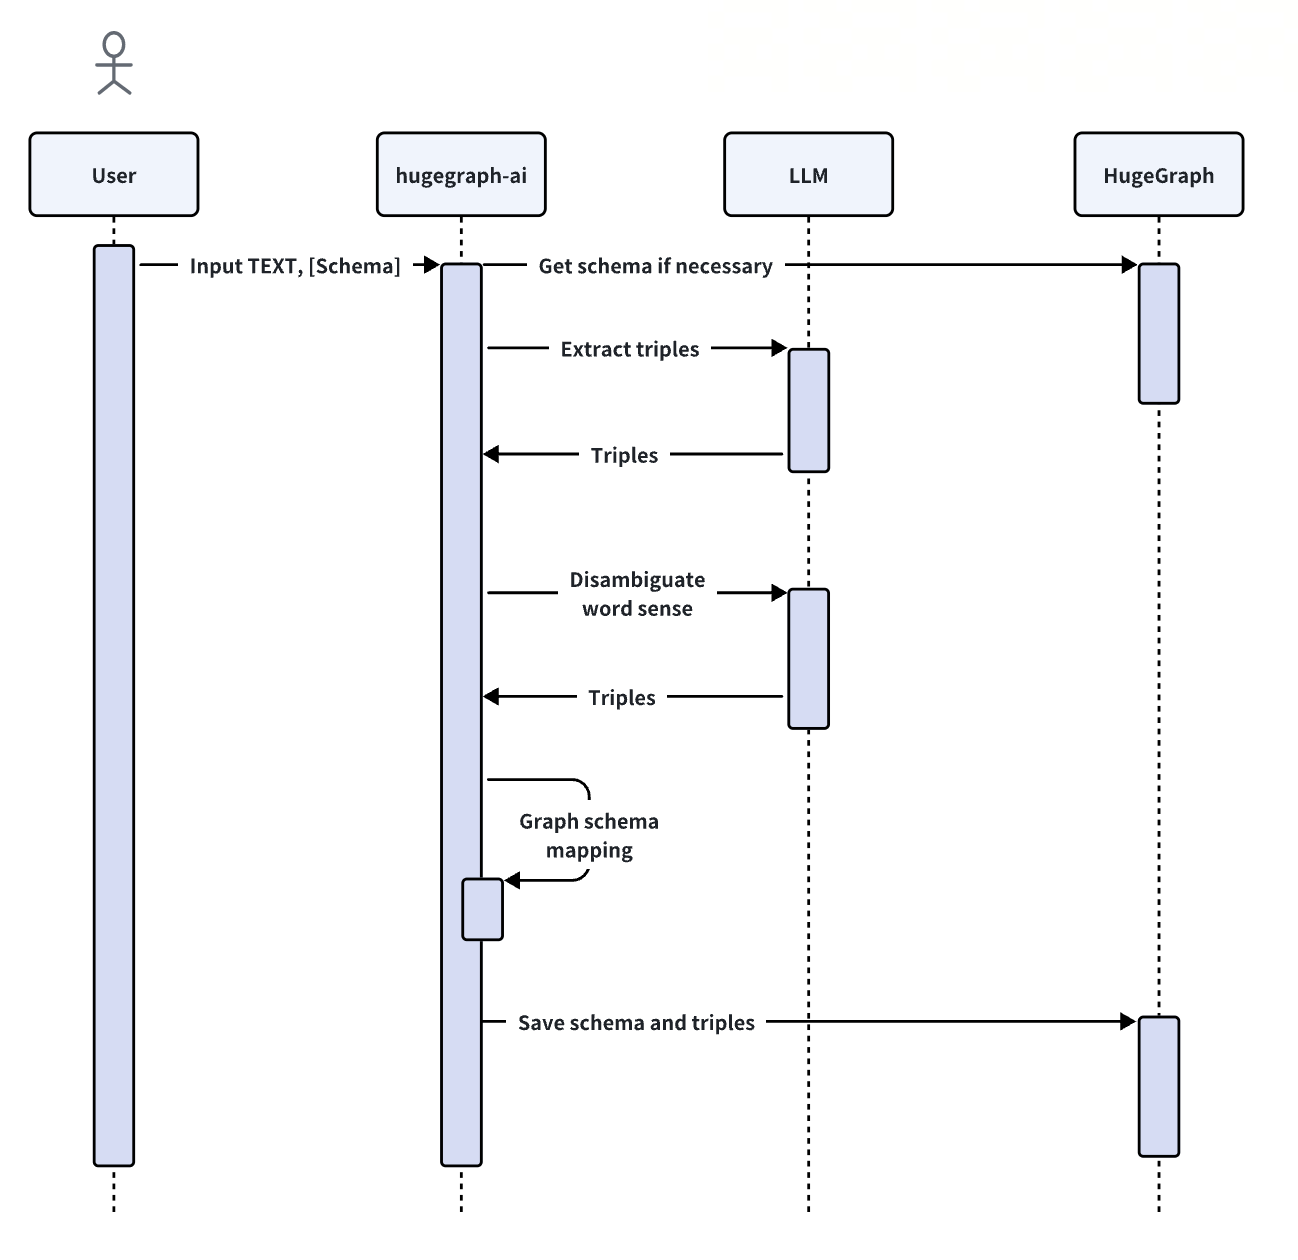 User
hugegraph-ai
LLM
HugeGraph
Input TEXT, [Schema]
Get schema if necessary
Extract triples
Triples
Disambiguate
word sense
Triples
Graph schema
mapping
Save schema and triples